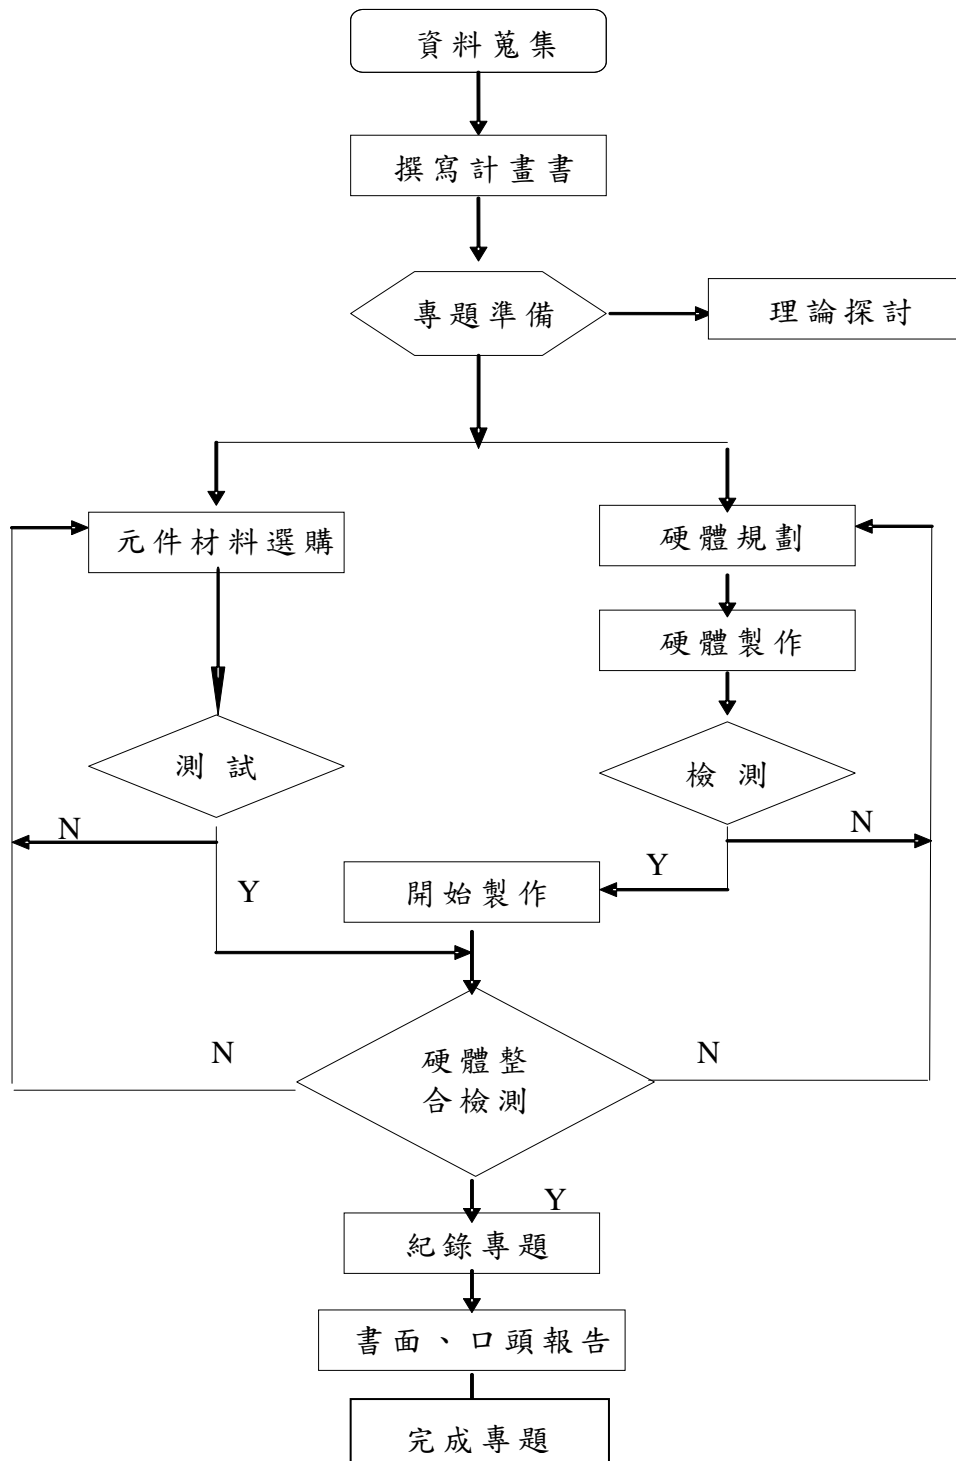 資料蒐集
撰寫計畫書
專題準備
理論探討
元件材料選購
硬體規劃
硬體製作
測試
檢測
N
N
Y
Y
開始製作
N
N
硬體整
合檢測
Y
紀錄專題
書面、口頭報告
完成專題